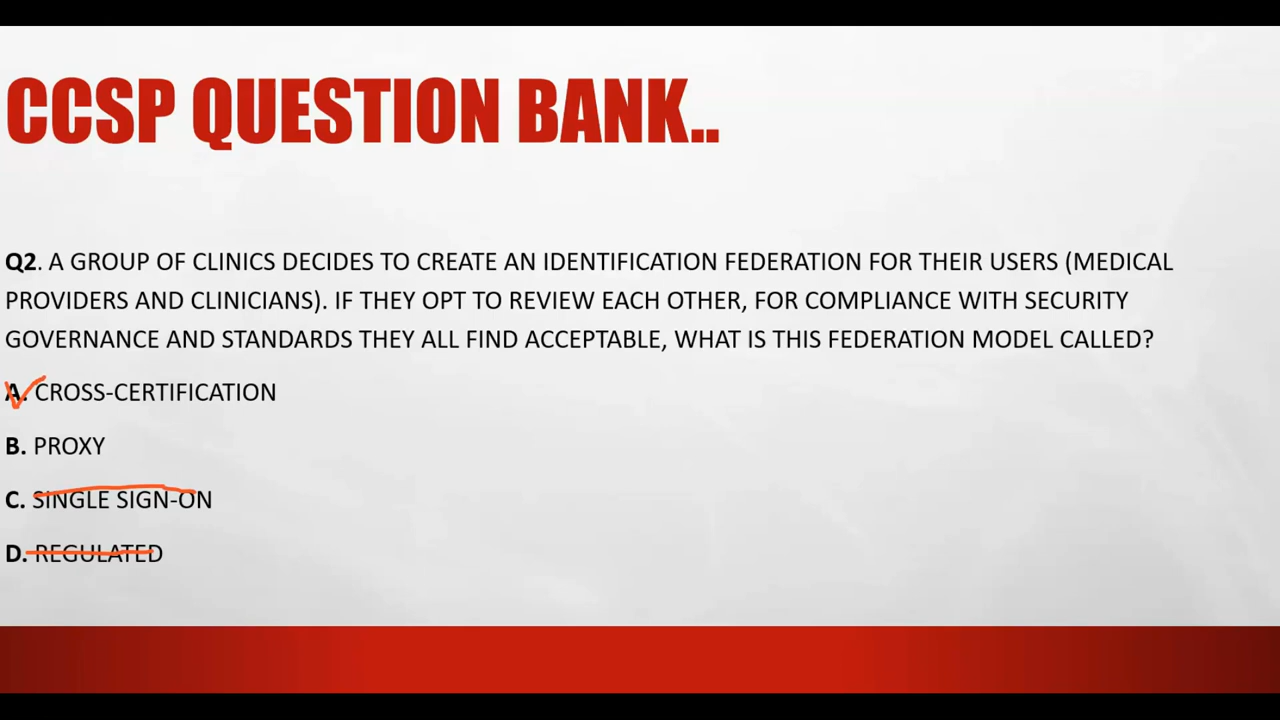 CCSP QUESTION BANK..
Q2. A GROUP OF CLINICS DECIDES TO CREATE AN IDENTIFICATION FEDERATION FOR THEIR USERS (MEDICAL
PROVIDERS AND CLINICIANS). IF THEY OPT TO REVIEW EACH OTHER, FOR COMPLIANCE WITH SECURITY
GOVERNANCE AND STANDARDS THEY ALL FIND ACCEPTABLE, WHAT IS THIS FEDERATION MODEL CALLED?
A. CROSS-CERTIFICATION
B. PROXY
C. SINGLE SIGN-ON
D. REGULATED